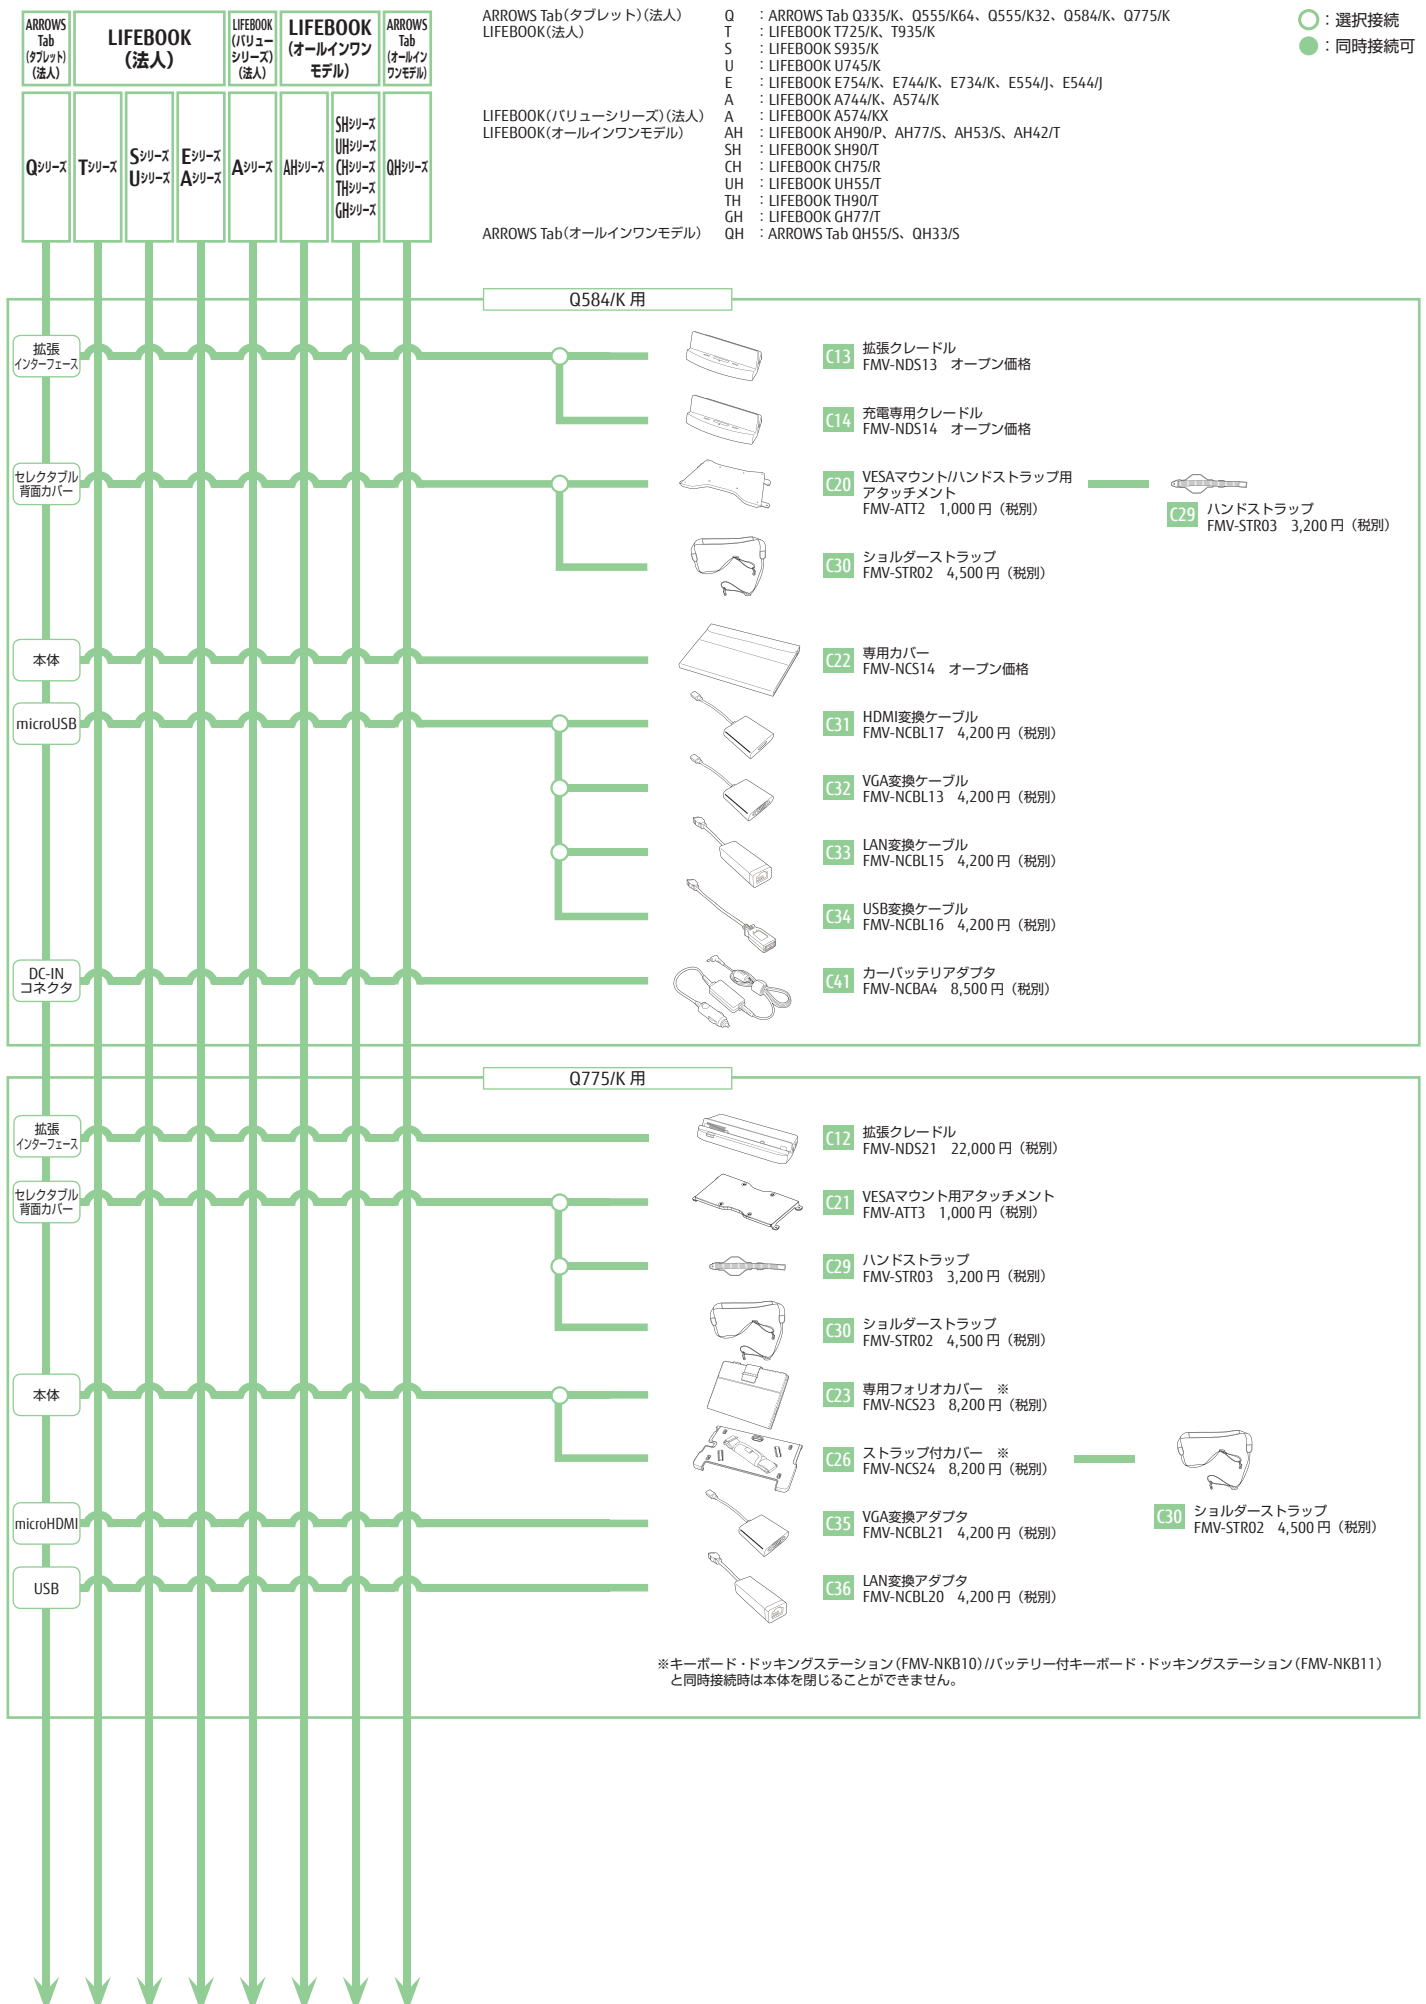 ARROWS
Tab
(タブレット)
(法人)
LIFEBOOK
(法人)
LIFEBOOK
(バリュー
シリーズ)
(法人)
LIFEBOOK
(オールインワン
モデル)
ARROWS
Tab
(オールイン
ワンモデル)
Qシリーズ
Tシリーズ
Sシリーズ
Uシリーズ
Eシリーズ
Aシリーズ
Aシリーズ
AHシリーズ
SHシリーズ
UHシリーズ
CHシリーズ
THシリーズ
GHシリーズ
QHシリーズ
ARROWS Tab(タブレット)(法人) Q :ARROWS Tab Q335/K、Q555/K64、Q555/K32、Q584/K、Q775/K
LIFEBOOK(法人) T :LIFEBOOK T725/K、T935/K
S :LIFEBOOK S935/K
U :LIFEBOOK U745/K
E :LIFEBOOK E754/K、E744/K、E734/K、E554/J、E544/J
A :LIFEBOOK A744/K、A574/K
LIFEBOOK(バリューシリーズ)(法人) A :LIFEBOOK A574/KX
LIFEBOOK(オールインワンモデル) AH :LIFEBOOK AH90/P、AH77/S、AH53/S、AH42/T
SH :LIFEBOOK SH90/T
CH :LIFEBOOK CH75/R
UH :LIFEBOOK UH55/T
TH :LIFEBOOK TH90/T
GH :LIFEBOOK GH77/T
ARROWS Tab(オールインワンモデル) QH :ARROWS Tab QH55/S、QH33/S
:選択接続
:同時接続可
Q584/K 用
拡張
インターフェース
C13 拡張クレードル
FMV-NDS13 オープン価格
C14 充電専用クレードル
FMV-NDS14 オープン価格
セレクタブル
背面カバー
C20 VESAマウント/ハンドストラップ用
アタッチメント
FMV-ATT2 1,000 円(税別)
C29 ハンドストラップ
FMV-STR03 3,200 円(税別)
C30 ショルダーストラップ
FMV-STR02 4,500 円(税別)
本体
C22 専用カバー
FMV-NCS14 オープン価格
microUSB
C31 HDMI変換ケーブル
FMV-NCBL17 4,200 円(税別)
C32 VGA変換ケーブル
FMV-NCBL13 4,200 円(税別)
C33 LAN変換ケーブル
FMV-NCBL15 4,200 円(税別)
C34 USB変換ケーブル
FMV-NCBL16 4,200 円(税別)
DC-IN
コネクタ
C41 カーバッテリアダプタ
FMV-NCBA4 8,500 円(税別)
Q775/K 用
拡張
インターフェース
C12 拡張クレードル
FMV-NDS21 22,000 円(税別)
セレクタブル
背面カバー
C21 VESAマウント用アタッチメント
FMV-ATT3 1,000 円(税別)
C29 ハンドストラップ
FMV-STR03 3,200 円(税別)
C30 ショルダーストラップ
FMV-STR02 4,500 円(税別)
本体
C23 専用フォリオカバー ※
FMV-NCS23 8,200 円(税別)
C26 ストラップ付カバー ※
FMV-NCS24 8,200 円(税別)
C30 ショルダーストラップ
FMV-STR02 4,500 円(税別)
microHDMI
C35 VGA変換アダプタ
FMV-NCBL21 4,200 円(税別)
USB
C36 LAN変換アダプタ
FMV-NCBL20 4,200 円(税別)
※キーボード・ドッキングステーション(FMV-NKB10)/バッテリー付キーボード・ドッキングステーション(FMV-NKB11)
と同時接続時は本体を閉じることができません。